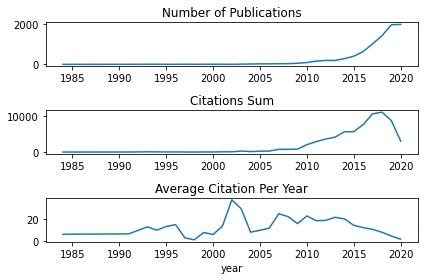 Number of Publications
2000
0
1985 1990 1995 2000 2005 2010 2015 2020
Citations Sum
10000
0
1985 1990 1995 2000 2005 2010 2015 2020
Average Citation Per Year
20
0
1985 1990 1995 2000 2005 2010 2015 2020
year